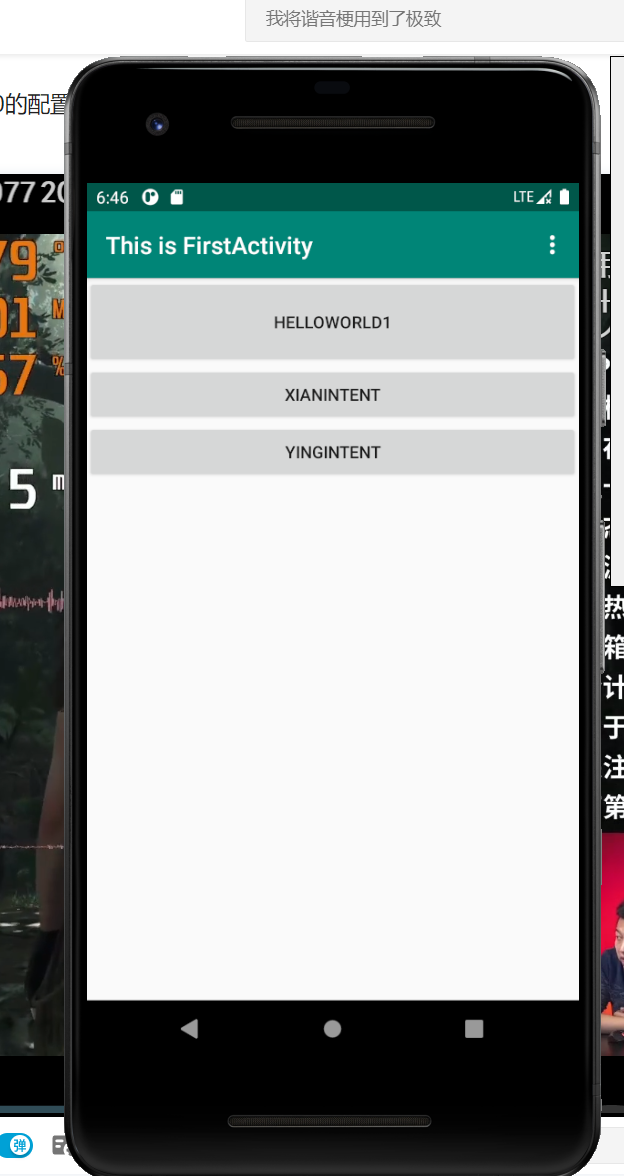 我将谐音梗用到了极致
的配置
077 20
79
01 M
57 %
5 m
6:46
LTE
This is FirstActivity
HELLOWORLD1
XIANINTENT
YINGINTENT
热
箱
计
于
注
第
弹